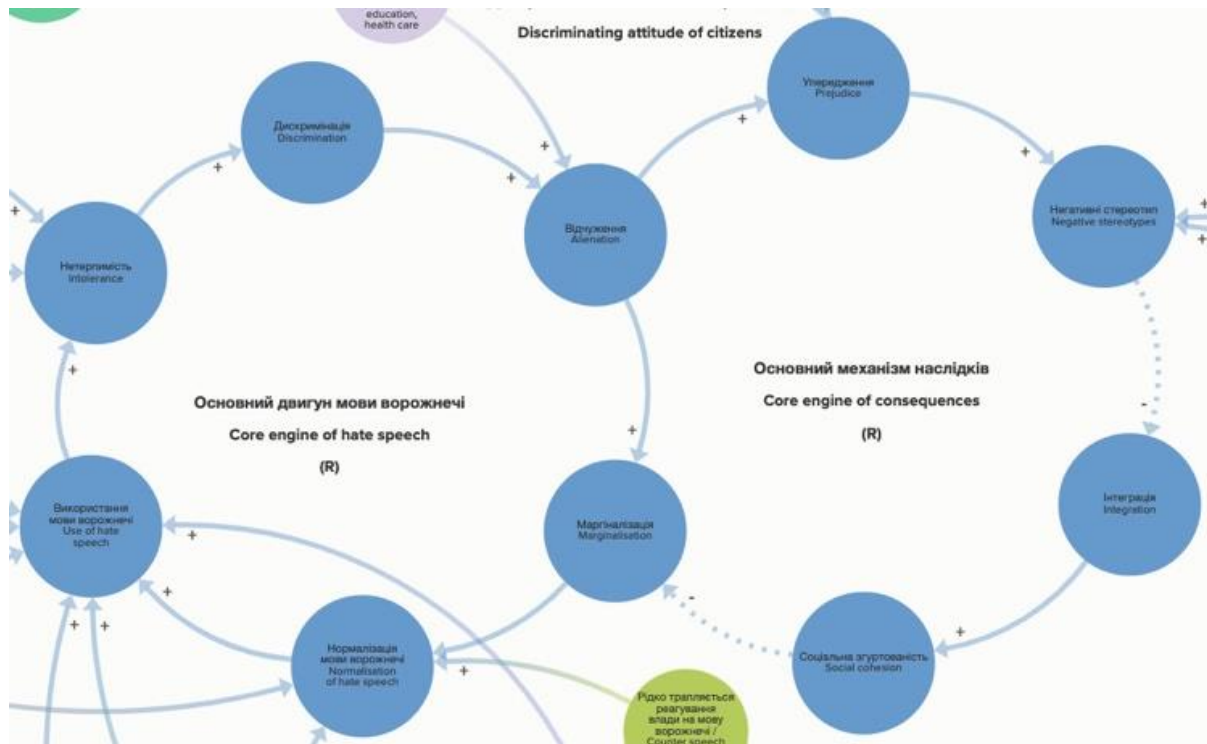 education,
health care
Discriminating attitude of citizens
Упередження
Prejudice
Дискримінація
Discrimination
+
+
+
+
+
+
Відчуження
Alienation
Негативні стереотип
Negative stereotypes
+
+
Нетерпимість
Intolerance
+
Основний двигун мови ворожнечі
Core engine of hate speech
(R)
Основний механізм наслідків
Core engine of consequences
(R)
+
-
Використання
мови ворожнечі
Use of hate
speech
+
Маргіналізація
Marginalisation
Інтеграція
Integration
+
-
+
+
+
Нормалізація
мови ворожнечі
Normalisation
of hate speech
+
Соціальна згуртованість
Social cohesion
Рідко трапляється
реагування
влади на мову
ворожнечі /
Counter speech